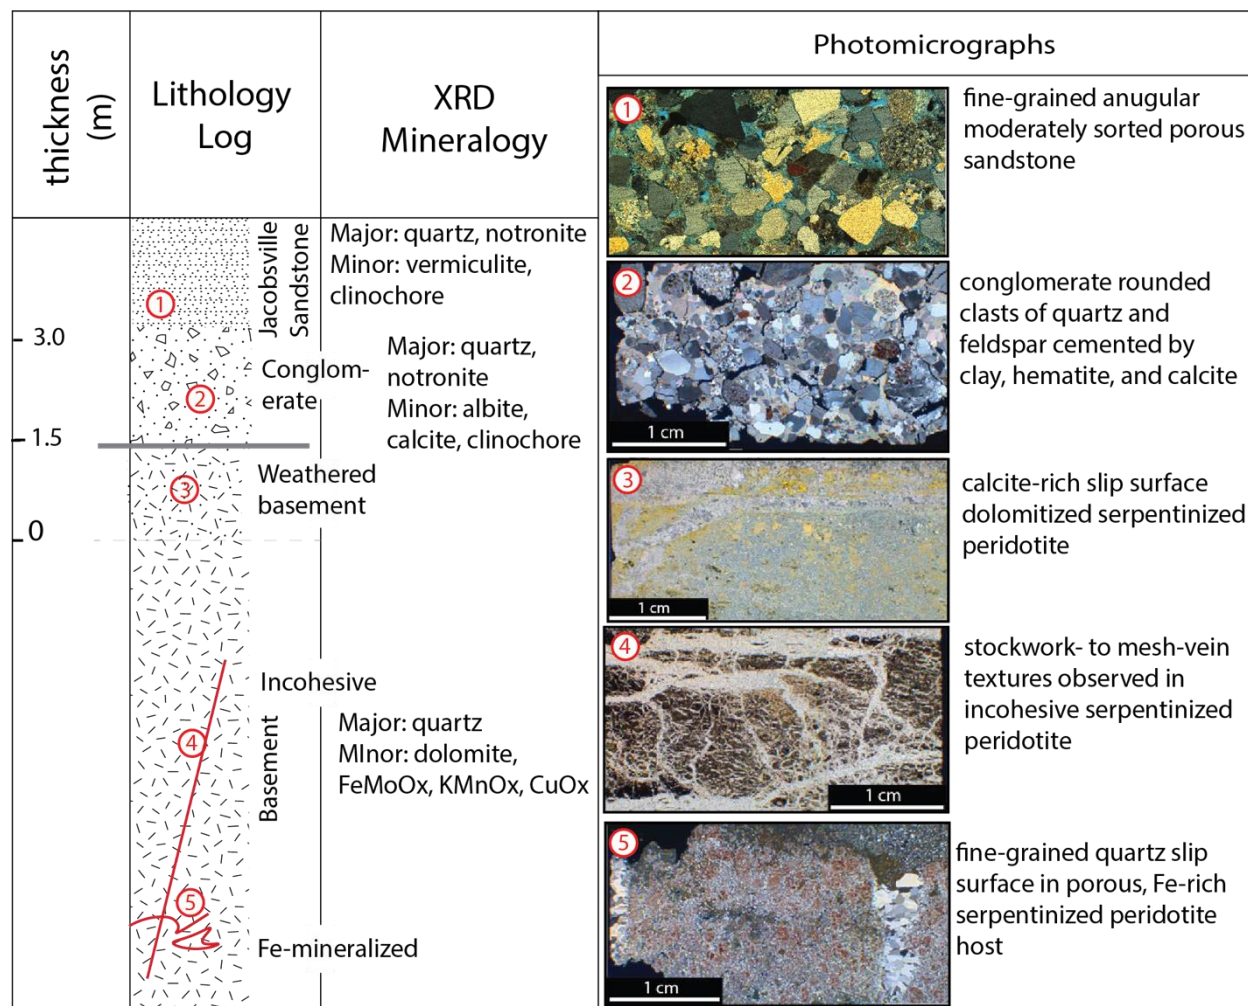 thickness
(m)
Lithology
Log
XRD
Mineralogy
Photomicrographs
3.0
1.5
0
1
2
3
4
5
Jacobsville
Sandstone
Conglom-
erate
Weathered
basement
Incohesive
Basement
Fe-mineralized
Major: quartz, notronite
Minor: vermiculite,
clinochore
Major: quartz,
notronite
Minor: albite,
calcite, clinochore
Major: quartz
MInor: dolomite,
FeMoOx, KMnOx, CuOx
1
fine-grained anugular
moderately sorted porous
sandstone
2
1 cm
conglomerate rounded
clasts of quartz and
feldspar cemented by
clay, hematite, and calcite
3
1 cm
calcite-rich slip surface
dolomitized serpentinized
peridotite
4
1 cm
stockwork- to mesh-vein
textures observed in
incohesive serpentinized
peridotite
5
1 cm
fine-grained quartz slip
surface in porous, Fe-rich
serpentinized peridotite
host